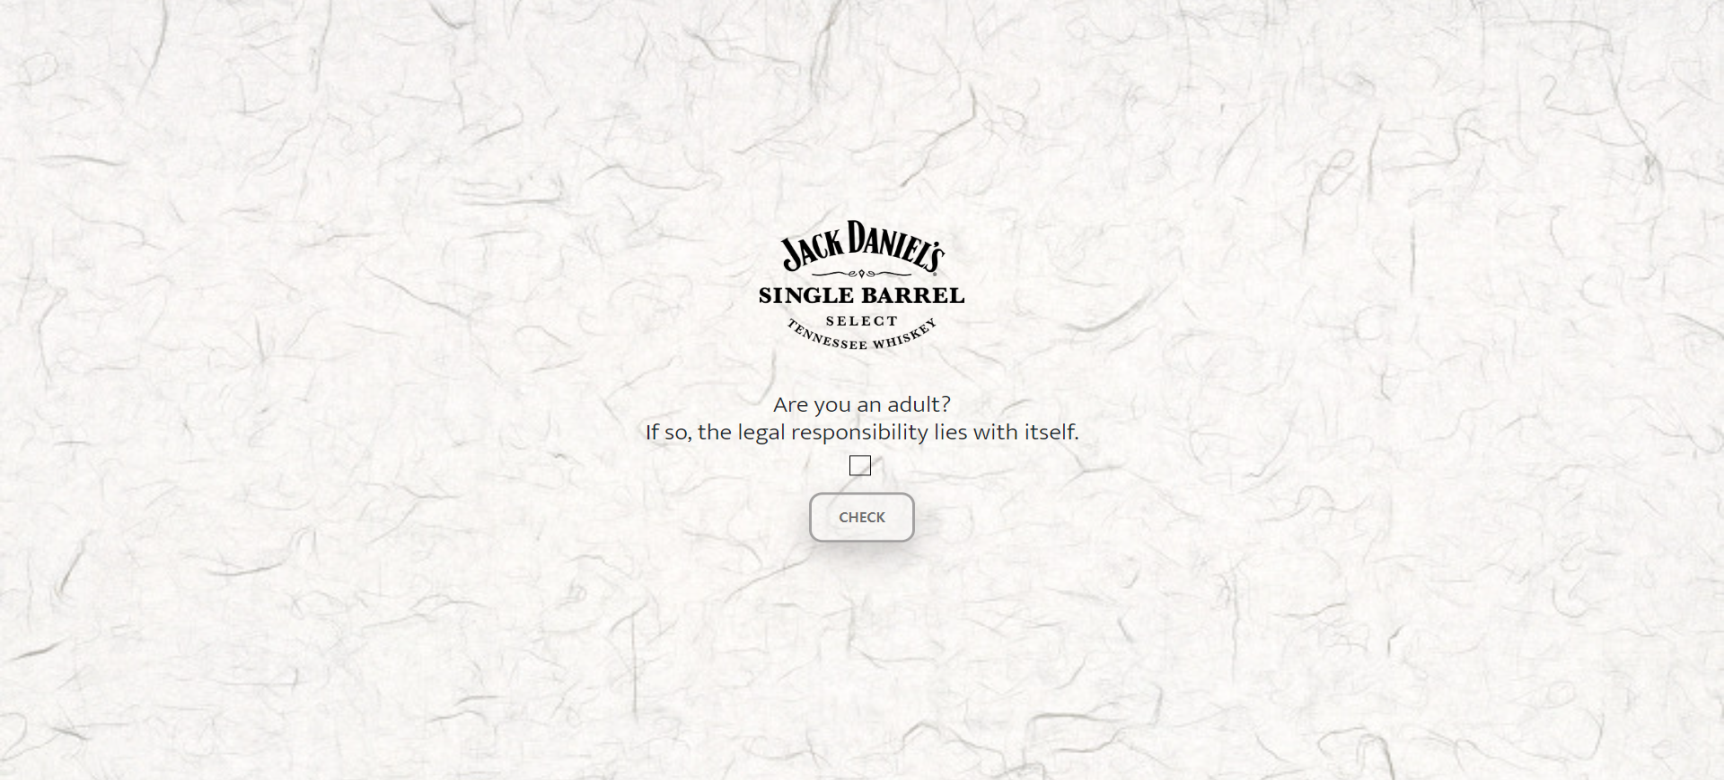 JACK DANIEL'S
SINGLE BARREL
SELECT
TENNESSEE WHISKEY
Are you an adult?
If so, the legal responsibility lies with itself.
CHECK